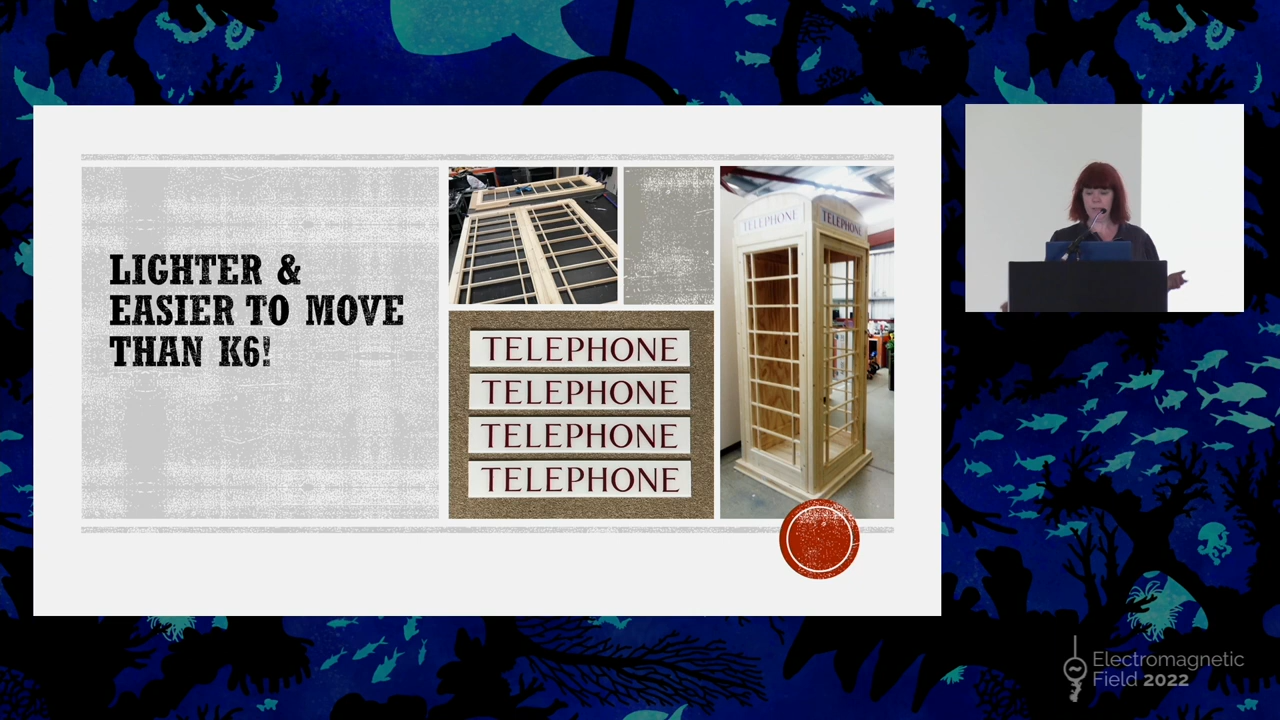 LIGHTER &
EASIER TO MOVE
THAN K6!
TELEPHONE
TELEPHONE
TELEPHONE
TELEPHONE
TELEPHONE
TELEPHONE
Electromagnetic
Field 2022